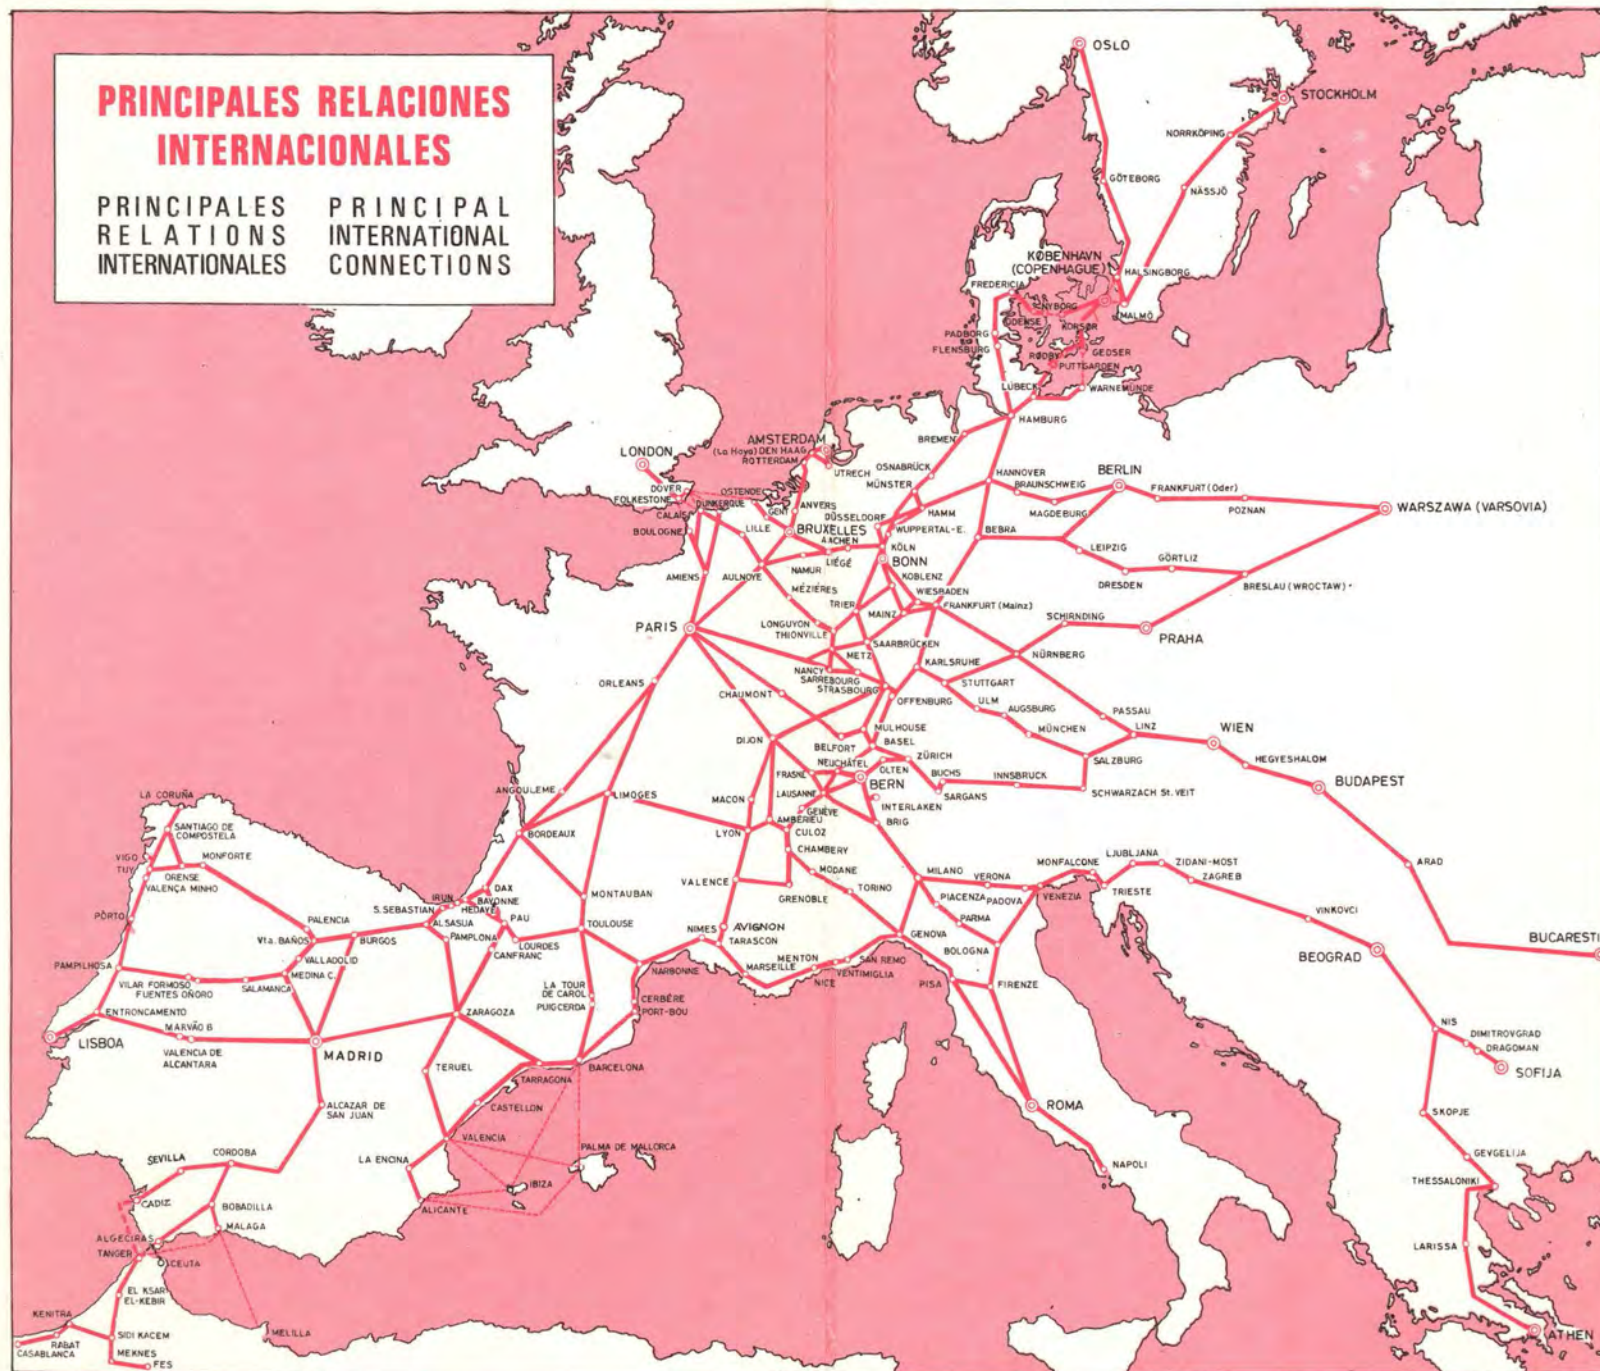 PRINCIPALES RELACIONES
INTERNACIONALES
PRINCIPALES
RELATIONS
INTERNATIONALES
PRINCIPAL
INTERNATIONAL
CONNECTIONS
OSLO
STOCKHOLM
NORRKÖPING
GÖTEBORG
NÄSSJÖ
KØBENHAVN
(COPENHAGUE)
HALSINGBORG
FREDERICIA
NYBORG
MALMÖ
ODENSE
KORSØR
PADBORG
FLENSBURG
GEDSER
RØDBY
PUTTGARDEN
LÜBECK
WARNEMÜNDE
HAMBURG
BREMEN
AMSTERDAM
(La Haya) DEN HAAG
ROTTERDAM
UTRECH
OSNABRÜCK
MÜNSTER
HANNOVER
BRAUNSCHWEIG
BERLIN
FRANKFURT (Oder)
MAGDEBURG
POZNAN
WARSZAWA (VARSOVIA)
LONDON
DOVER
FOLKESTONE
OSTENDE
DUNKERQUE
CALAIS
GENT
ANVERS
BOULOGNE
LILLE
BRUXELLES
DÜSSELDORF
HAMM
WUPPERTAL-E.
BEBRA
AACHEN
KÖLN
LIÉGÉ
BONN
NAMUR
LEIPZIG
GÖRTLIZ
DRESDEN
BRESLAU (WROCTAW)
AMIENS
AULNOYE
MÉZIÉRES
KOBLENZ
WIESBADEN
TRIER
MAINZ
FRANKFURT (Mainz)
SCHIRNDING
PRAHA
PARIS
LONGUYON
THIONVILLE
SAARBRÜCKEN
METZ
NÜRNBERG
NANCY
SARREBOURG
STRASBOURG
KARLSRUHE
STUTTGART
OFFENBURG
ORLEANS
CHAUMONT
ULM
AUGSBURG
MÜNCHEN
PASSAU
LINZ
WIEN
MULHOUSE
BASEL
BELFORT
DIJON
HEGYESHALOM
SALZBURG
NEUCHÂTEL
FRASNE
OLTEN
ZÜRICH
BERN
BUCHS
SARGANS
INNSBRUCK
SCHWARZACH St. VEIT
BUDAPEST
ANGOULEME
LIMOGES
MACON
LAUSANNE
INTERLAKEN
GENÈVE
BRIG
BORDEAUX
LYON
AMBERIEU
CULOZ
CHAMBERY
MODANE
LJUBLJANA
ZIDANI-MOST
MONFALCONE
ZAGREB
ARAD
LA CORUÑA
SANTIAGO DE
COMPOSTELA
VIGO
TUY
MONFORTE
ORENSE
VALENÇA MINHO
DAX
BAYONNE
IRUN
HEDAYE
S. SEBASTIAN
MONTAUBAN
VALENCE
GRENOBLE
TORINO
MILANO
VERONA
PADOVA
VENEZIA
TRIESTE
PIACENZA
PARMA
VINKOVCI
PÔRTO
PALENCIA
Vta. BAÑOS
BURGOS
ALSASUA
PAMPLONA
PAU
LOURDES
CANFRANC
TOULOUSE
NIMES
AVIGNON
TARASCON
GENOVA
BOLOGNA
BUCARESTI
BEOGRAD
PAMPILHOSA
VILAR FORMOSO
FUENTES OÑORO
VALLADOLID
MEDINA C.
SALAMANCA
NARBONNE
MARSEILLE
MENTON
NICE
SAN REMO
VENTIMIGLIA
PISA
FIRENZE
LA TOUR
DE CAROL
PUIGCERDA
CERBÉRE
PORT-BOU
ENTRONCAMENTO
MARVÃO B
LISBOA
VALENCIA DE
ALCANTARA
MADRID
ZARAGOZA
NIS
DIMITROVGRAD
DRAGOMAN
SOFIJA
TERUEL
TARRAGONA
BARCELONA
ALCAZAR DE
SAN JUAN
CASTELLON
ROMA
SKOPJE
VALENCIA
PALMA DE MALLORCA
SEVILLA
CORDOBA
LA ENCINA
IBIZA
NAPOLI
GEVGELIJA
THESSALONIKI
CADIZ
BOBADILLA
ALICANTE
MALAGA
ALGECIRAS
TANGER
CEUTA
LARISSA
EL KSAR
EL-KEBIR
KENITRA
RABAT
CASABLANCA
SIDI KACEM
MEKNES
FES
MELILLA
ATHEN